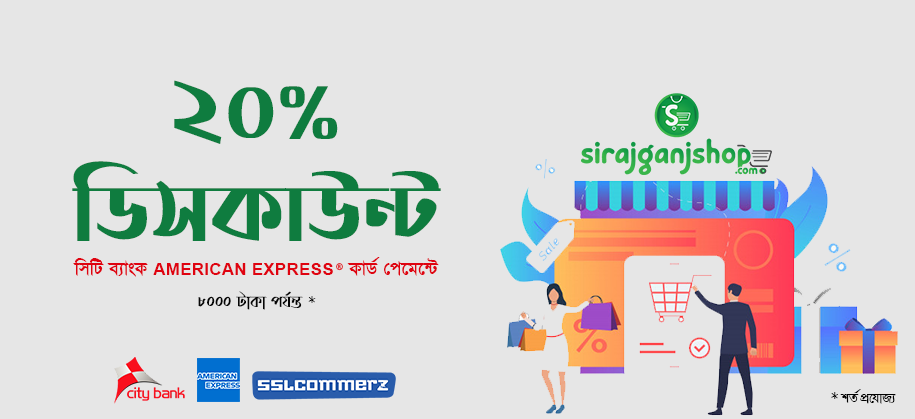 ২০%
ডিসকাউন্ট
সিটি ব্যাংক AMERICAN EXPRESS® কার্ড পেমেন্টে
৮০০০ টাকা পর্যন্ত *
city bank
AMERICAN
EXPRESS
SSLCOMMERZ
S
sirajganjshop
.com
%
Sale
%
%
* শর্ত প্রযোজ্য